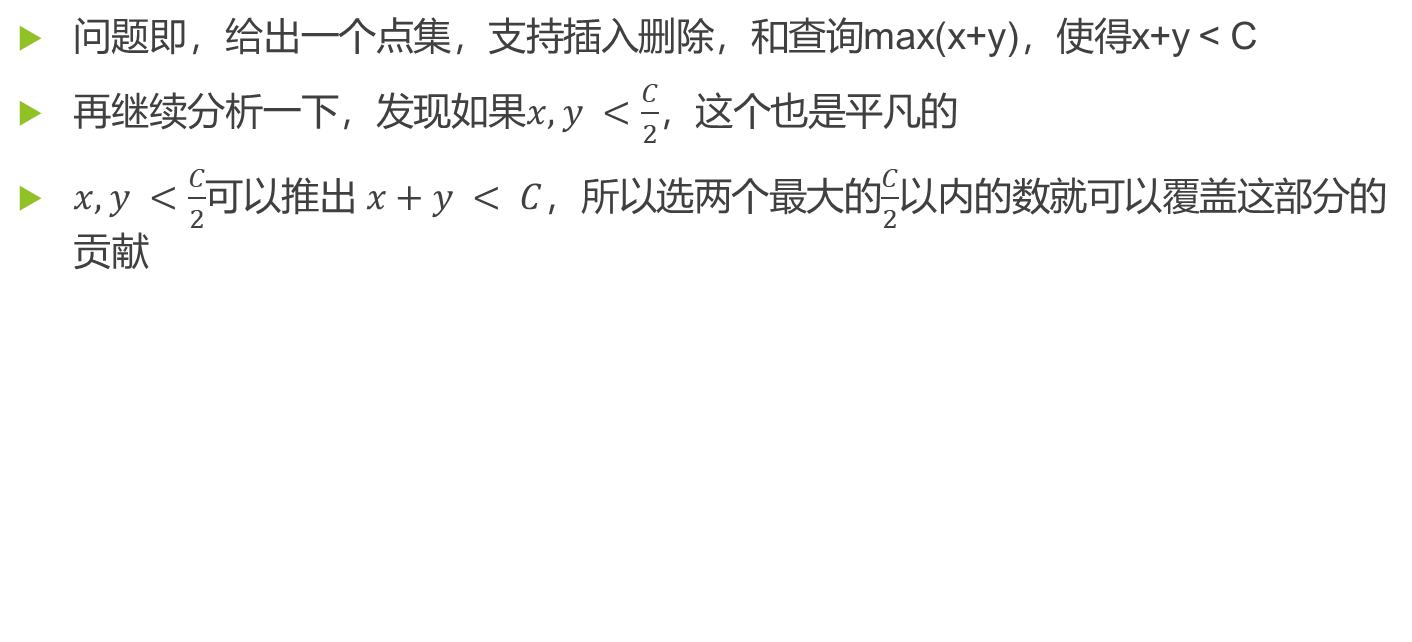 问题即，给出一个点集，支持插入删除，和查询max(x+y)，使得x+y < C
再继续分析一下，发现如果x, y < C/2，这个也是平凡的
x, y < C/2可以推出 x + y < C，所以选两个最大的C/2以内的数就可以覆盖这部分的
贡献